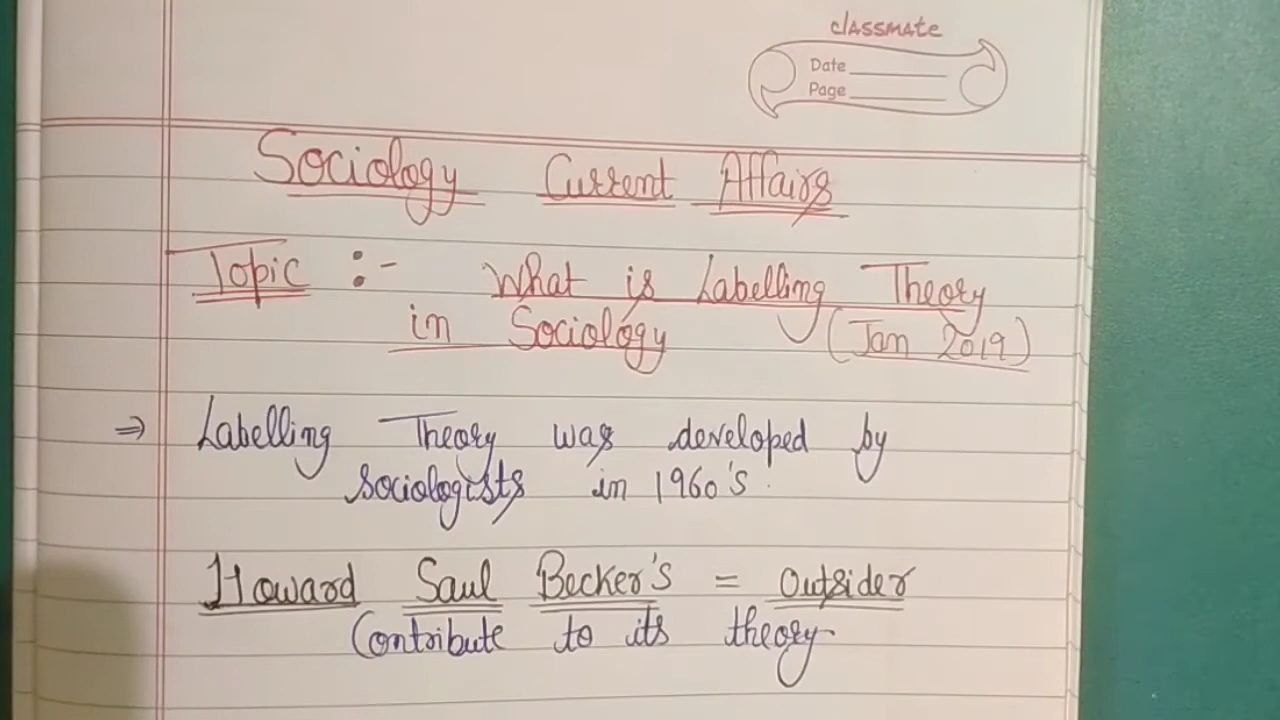 classmate
Date
Page
Sociology Current Affairs
Topic :- What is Labelling Theory
in Sociology (Jan 2019)
⇒ Labelling Theory was developed by
sociologists in 1960's.
Howard Saul Becker's = Outsider
Contribute to its theory